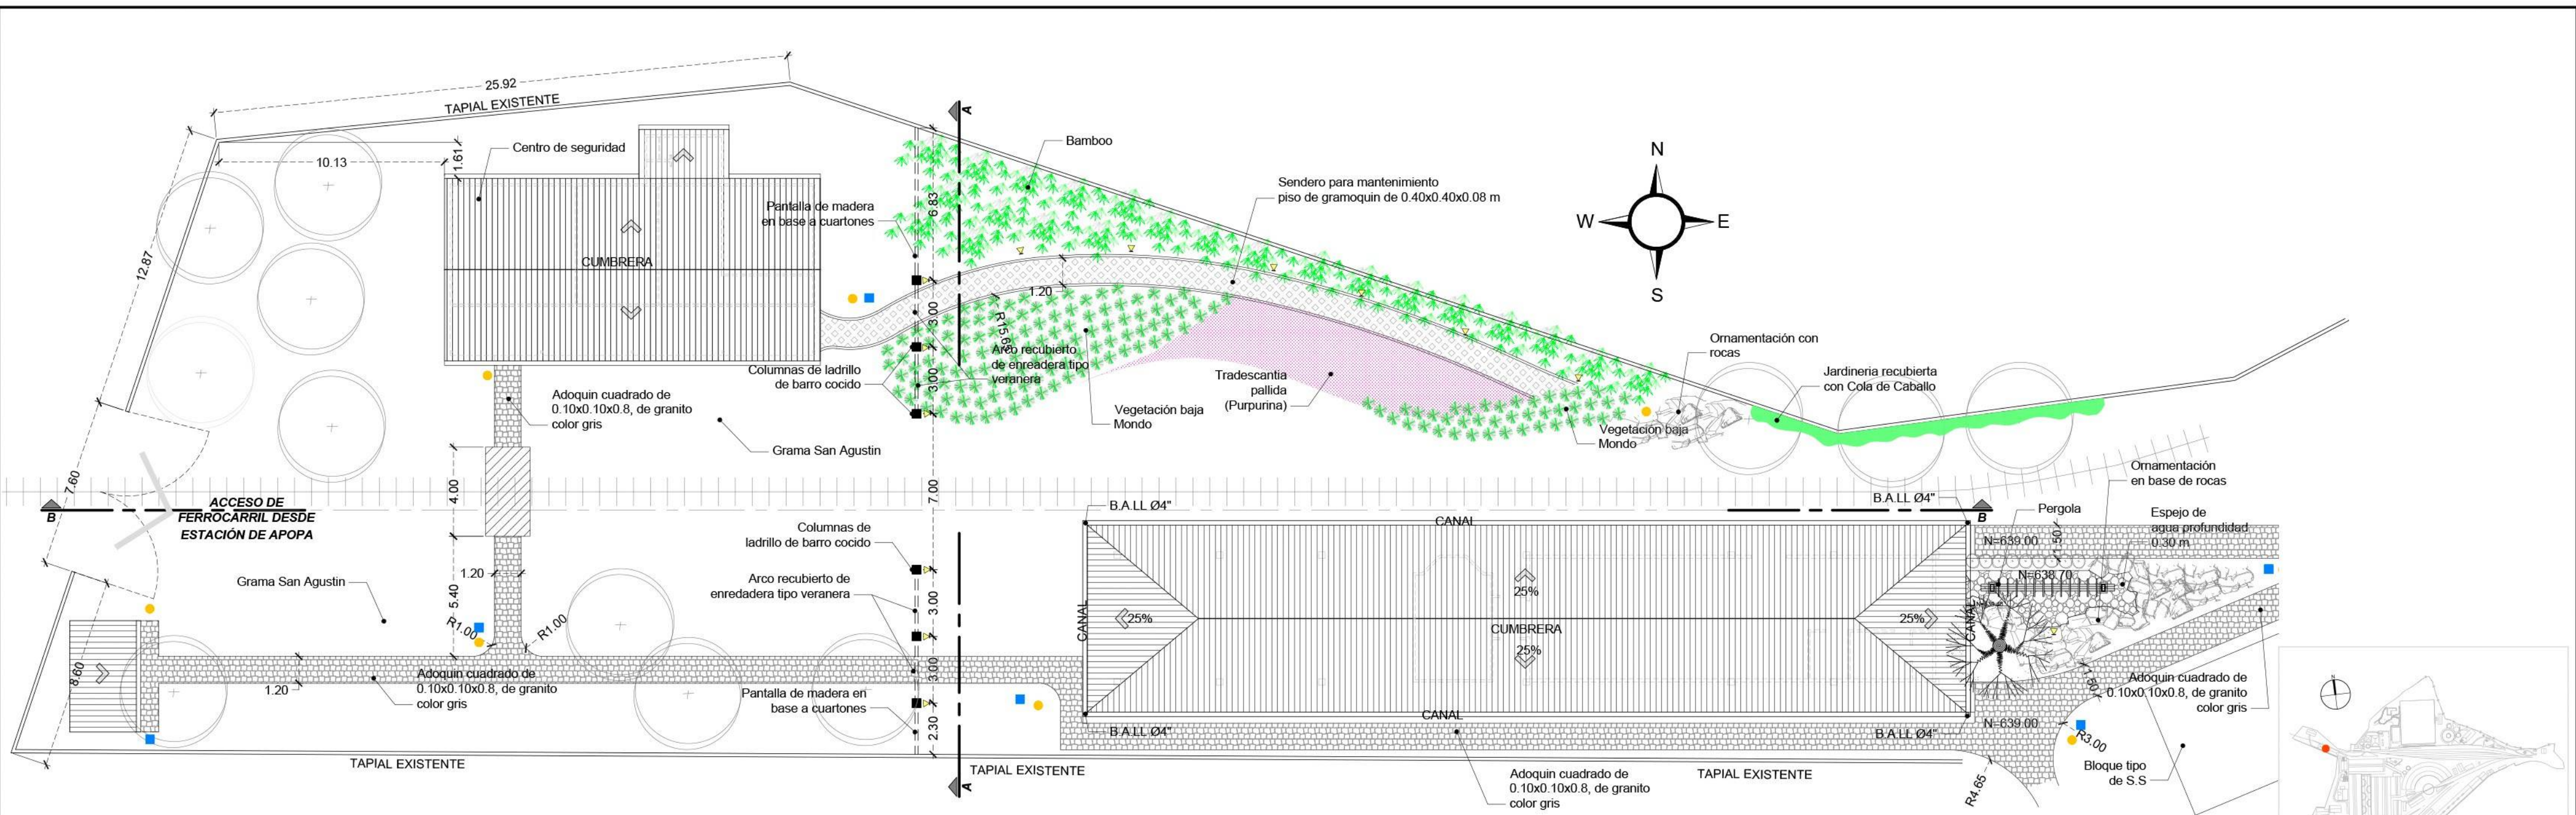 25.92
TAPIAL EXISTENTE
10.13
1.61
Centro de seguridad
12.87
CUMBRERA
Pantalla de madera
en base a cuartones
6.83
A
Bamboo
Sendero para mantenimiento
piso de gramoquin de 0.40x0.40x0.08 m
N
W
E
S
1.20
3.00
R15.65
Arco recubierto
de enreadera tipo
veranera
3.00
Columnas de ladrillo
de barro cocido
Adoquin cuadrado de
0.10x0.10x0.8, de granito
color gris
Grama San Agustin
Vegetación baja
Mondo
Tradescantia
pallida
(Purpurina)
Vegetación baja
Mondo
Ornamentación con
rocas
Jardineria recubierta
con Cola de Caballo
7.60
B
ACCESO DE
FERROCARRIL DESDE
ESTACIÓN DE APOPA
4.00
7.00
Columnas de
ladrillo de barro cocido
Arco recubierto de
enredadera tipo veranera
Grama San Agustin
5.40
1.20
R1.00
R1.00
8.60
1.20
Adoquin cuadrado de
0.10x0.10x0.8, de granito
color gris
3.00
3.00
2.30
Pantalla de madera en
base a cuartones
TAPIAL EXISTENTE
A
TAPIAL EXISTENTE
B.A.LL Ø4"
CANAL
B.A.LL Ø4"
CANAL
25%
25%
CUMBRERA
25%
25%
CANAL
CANAL
B.A.LL Ø4"
B.A.LL Ø4"
Adoquin cuadrado de
0.10x0.10x0.8, de granito
color gris
TAPIAL EXISTENTE
B
Pergola
Ornamentación
en base de rocas
Espejo de
agua profundidad
0.30 m
N=639.00
1.50
N=638.70
1.50
Adoquin cuadrado de
0.10x0.10x0.8, de granito
color gris
N=639.00
R3.00
R4.65
Bloque tipo
de S.S
N